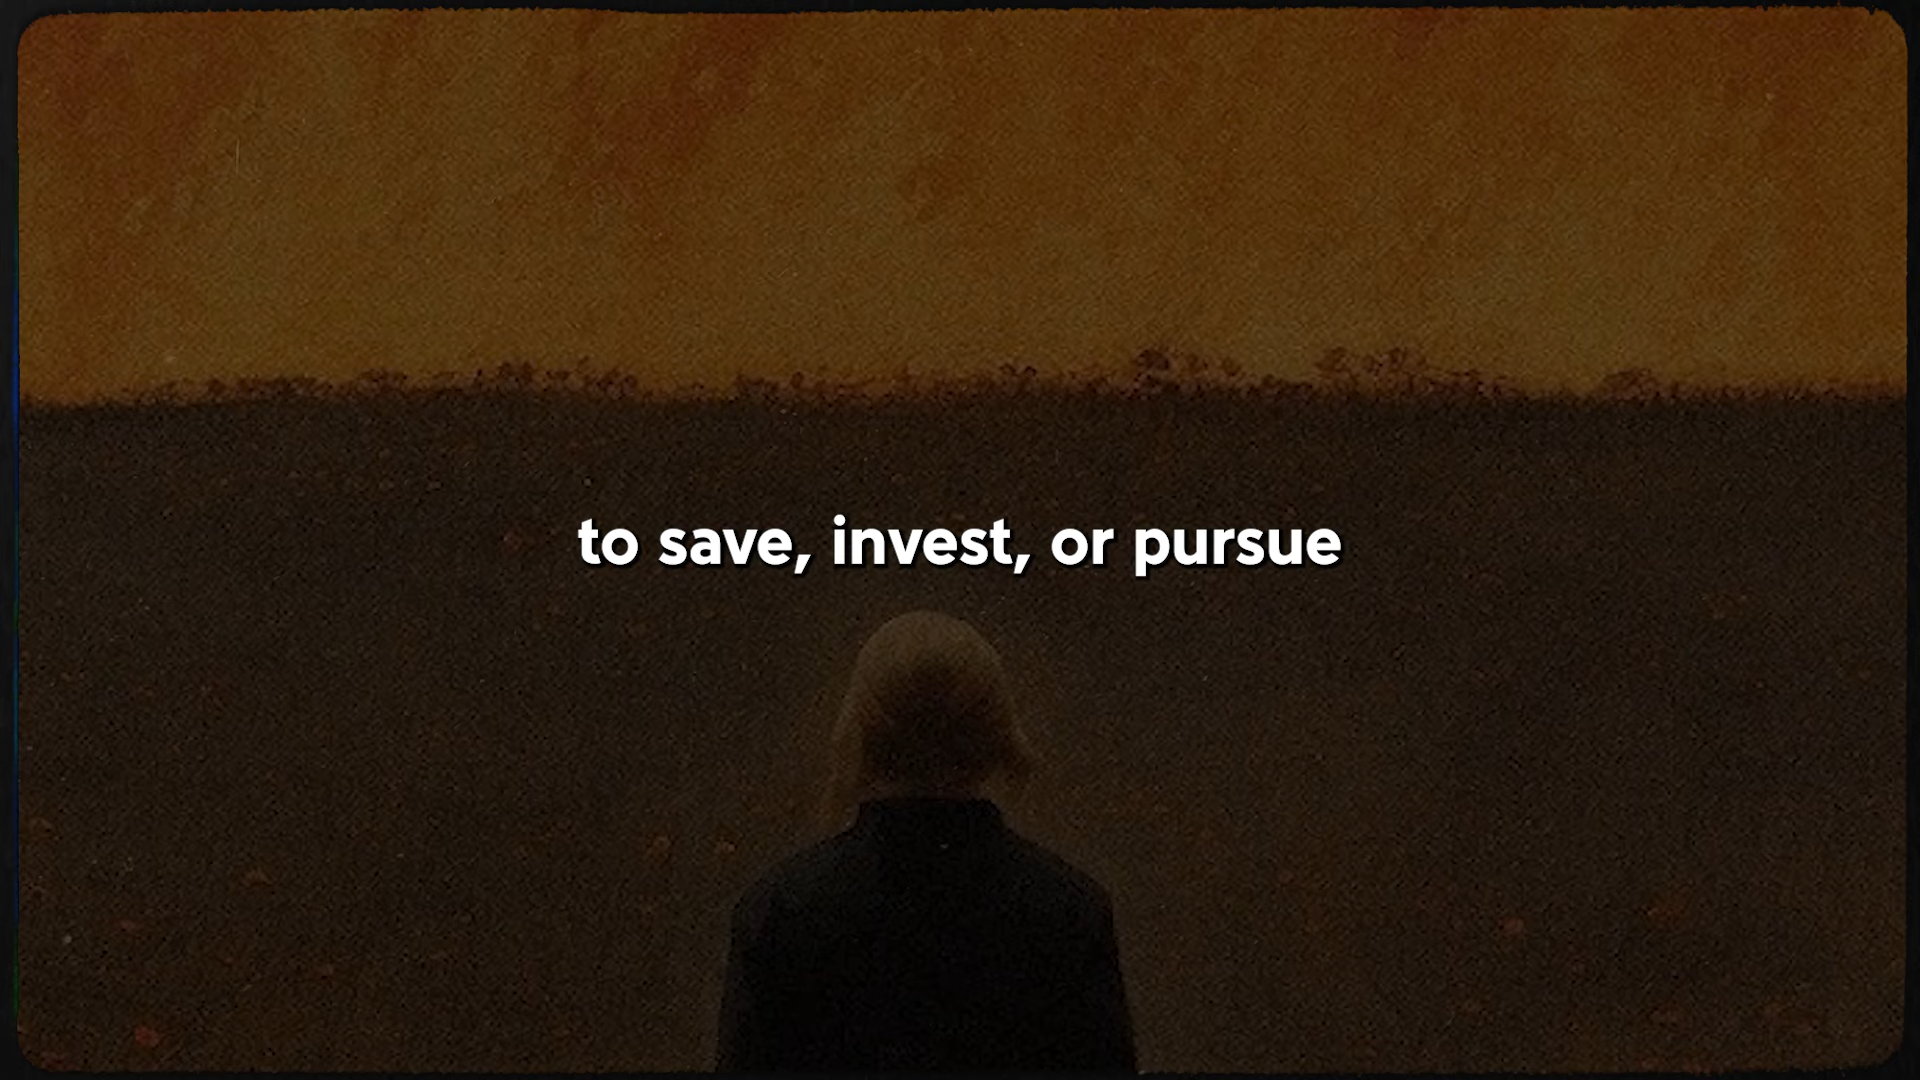 to save, invest, or pursue